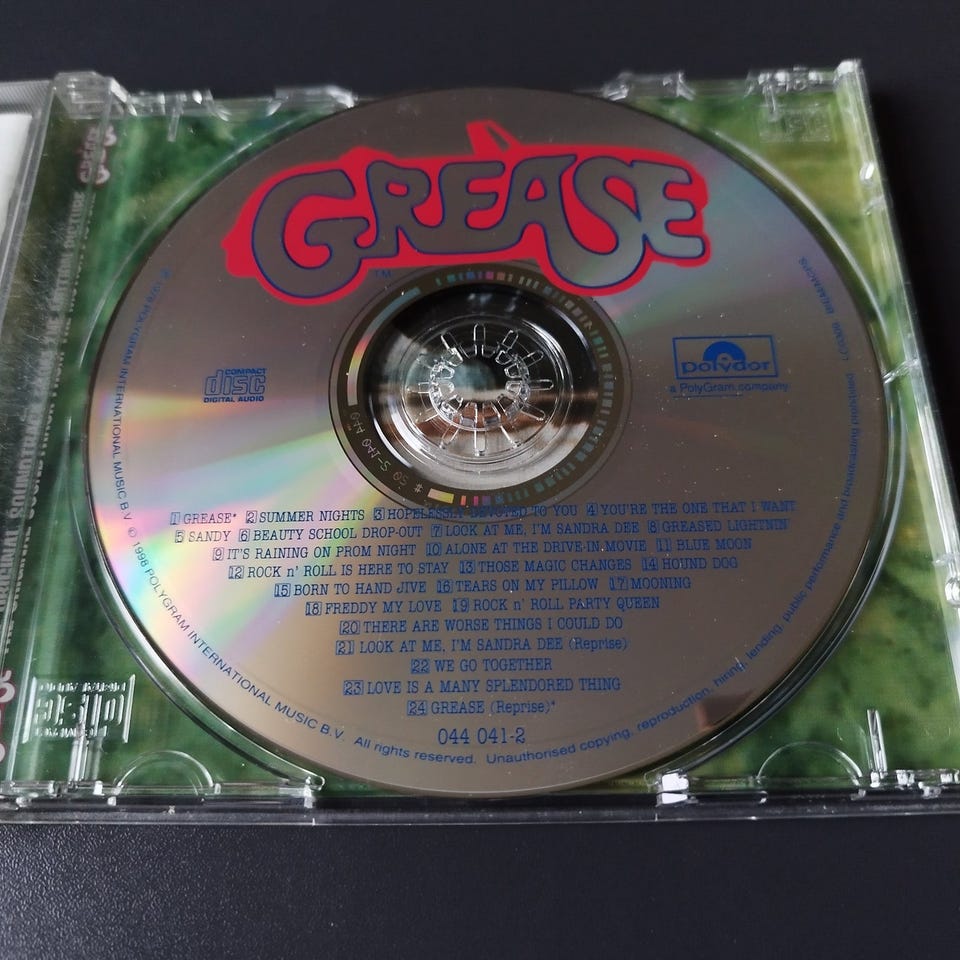 GREASE
TM
COMPACT
disc
DIGITAL AUDIO
polydor
a PolyGram company
1 GREASE* 2 SUMMER NIGHTS 3 HOPELESSLY DEVOTED TO YOU 4 YOU'RE THE ONE THAT I WANT
5 SANDY 6 BEAUTY SCHOOL DROP-OUT 7 LOOK AT ME, I'M SANDRA DEE 8 GREASED LIGHTNIN'
9 IT'S RAINING ON PROM NIGHT 10 ALONE AT THE DRIVE-IN MOVIE 11 BLUE MOON
12 ROCK n' ROLL IS HERE TO STAY 13 THOSE MAGIC CHANGES 14 HOUND DOG
15 BORN TO HAND JIVE 16 TEARS ON MY PILLOW 17 MOONING
18 FREDDY MY LOVE 19 ROCK n' ROLL PARTY QUEEN
20 THERE ARE WORSE THINGS I COULD DO
21 LOOK AT ME, I'M SANDRA DEE (Reprise)
22 WE GO TOGETHER
23 LOVE IS A MANY SPLENDORED THING
24 GREASE (Reprise)*
044 041-2
1978 POLYGRAM INTERNATIONAL MUSIC B.V. © 1998 POLYGRAM INTERNATIONAL MUSIC B.V. All rights reserved. Unauthorised copying, reproduction, hiring, lending, public performance and broadcasting prohibited